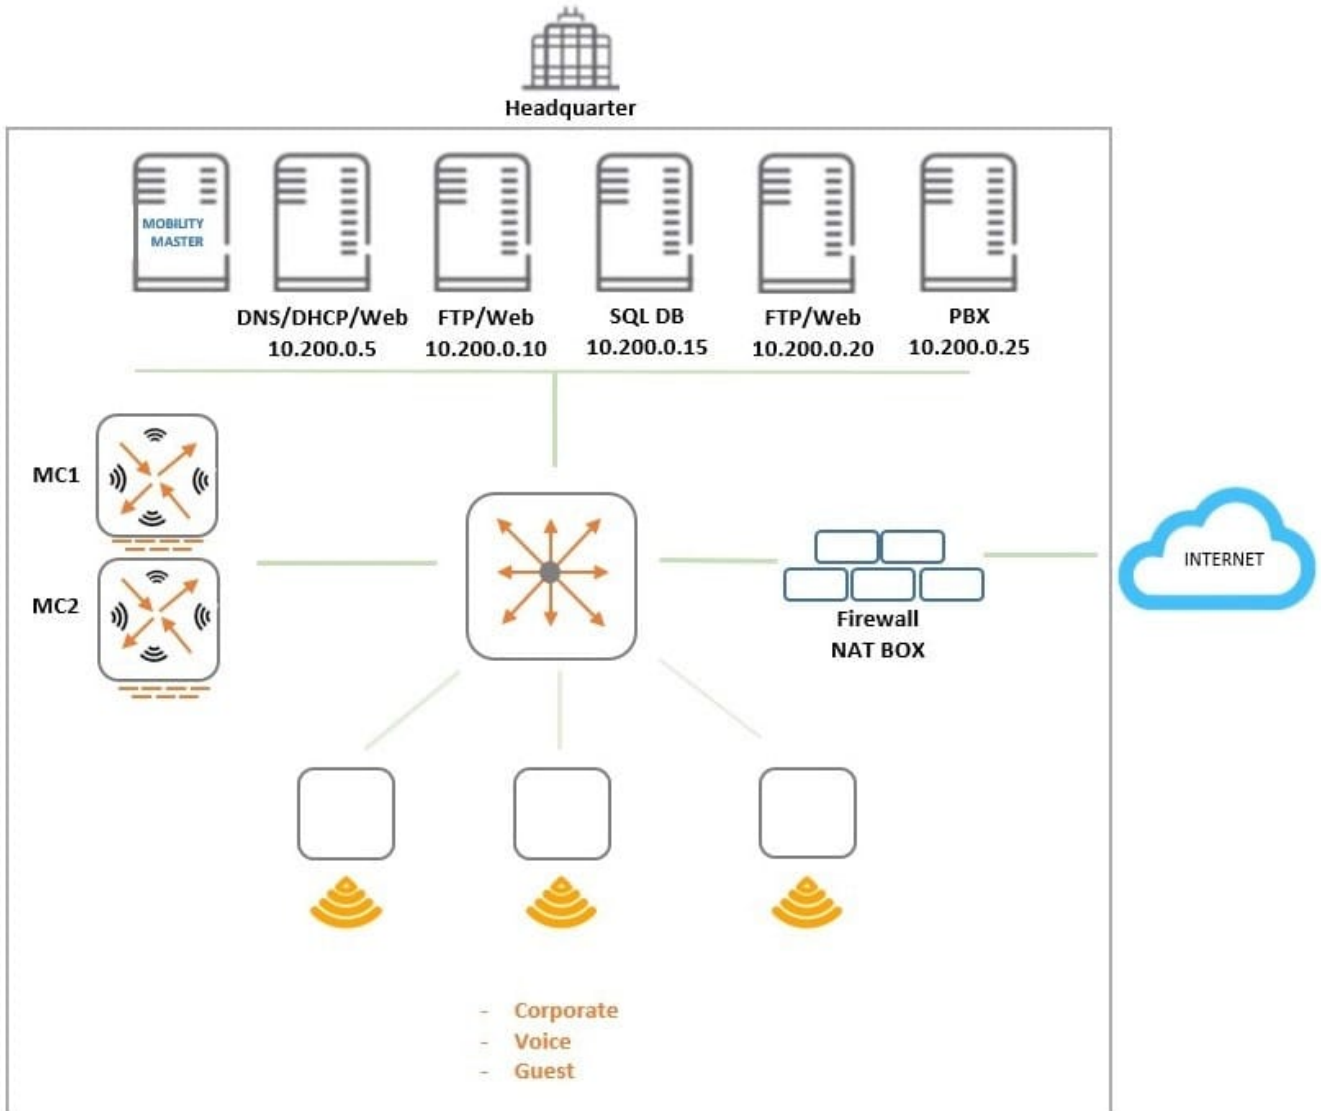 Headquarter
MOBILITY
MASTER
DNS/DHCP/Web
10.200.0.5
FTP/Web
10.200.0.10
SQL DB
10.200.0.15
FTP/Web
10.200.0.20
PBX
10.200.0.25
MC1
MC2
Firewall
NAT BOX
INTERNET
- Corporate
- Voice
- Guest